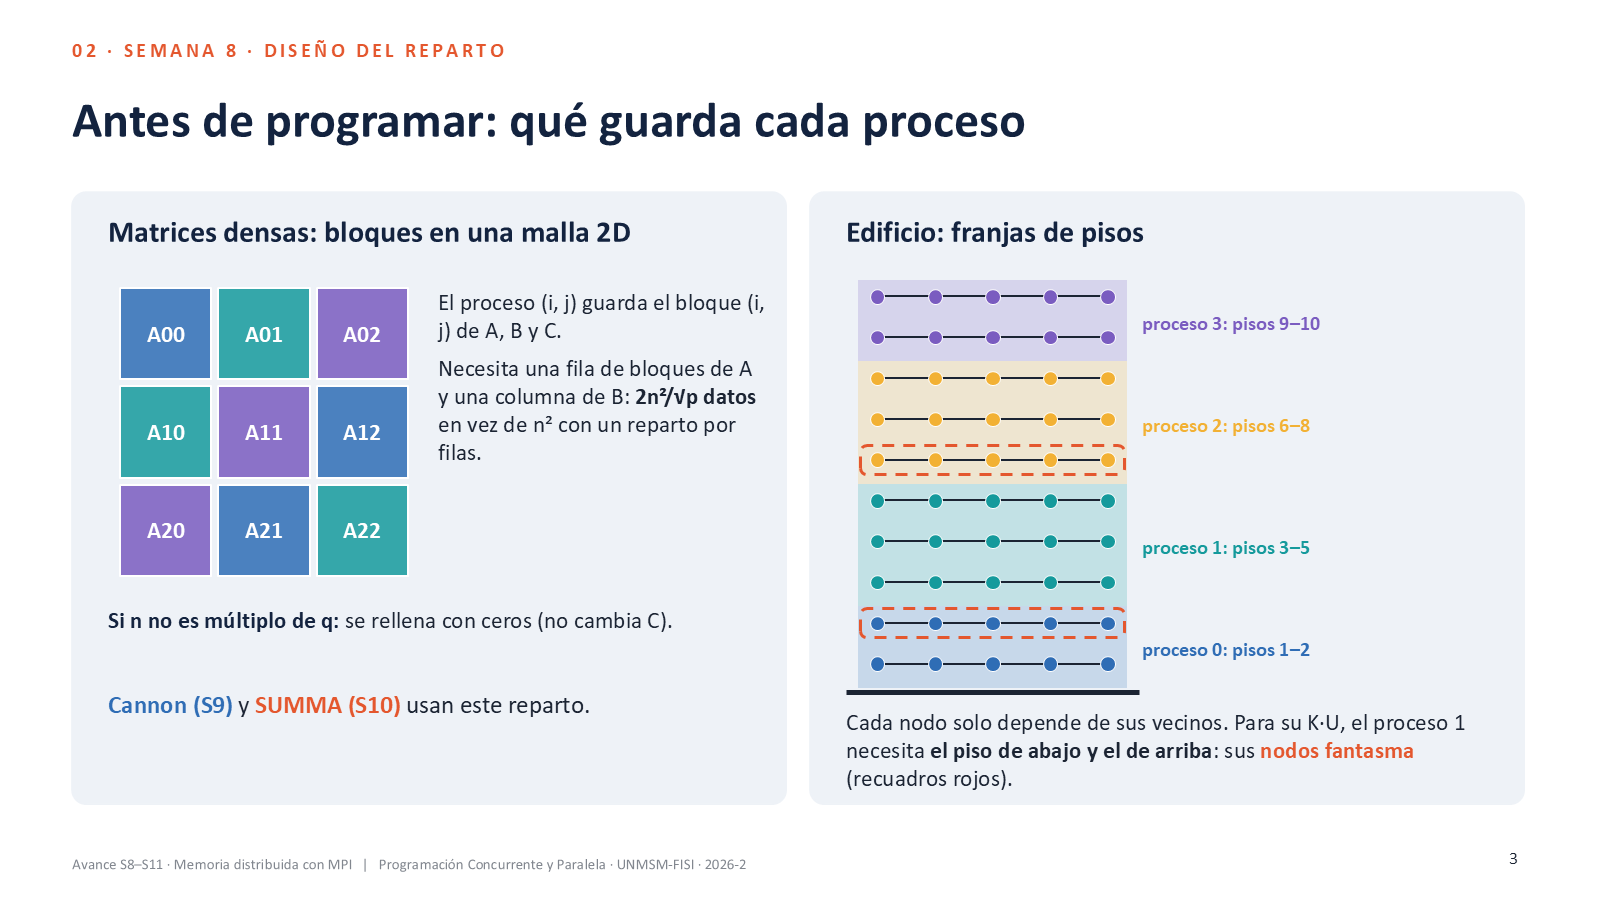 02 · SEMANA 8 · DISEÑO DEL REPARTO
Antes de programar: qué guarda cada proceso
Matrices densas: bloques en una malla 2D
A00 A01 A02
A10 A11 A12
A20 A21 A22
El proceso (i, j) guarda el bloque (i,
j) de A, B y C.
Necesita una fila de bloques de A
y una columna de B: 2n²/√p datos
en vez de n² con un reparto por
filas.
Si n no es múltiplo de q: se rellena con ceros (no cambia C).
Cannon (S9) y SUMMA (S10) usan este reparto.
Edificio: franjas de pisos
proceso 3: pisos 9–10
proceso 2: pisos 6–8
proceso 1: pisos 3–5
proceso 0: pisos 1–2
Cada nodo solo depende de sus vecinos. Para su K·U, el proceso 1
necesita el piso de abajo y el de arriba: sus nodos fantasma
(recuadros rojos).
Avance S8–S11 · Memoria distribuida con MPI | Programación Concurrente y Paralela · UNMSM-FISI · 2026-2
3